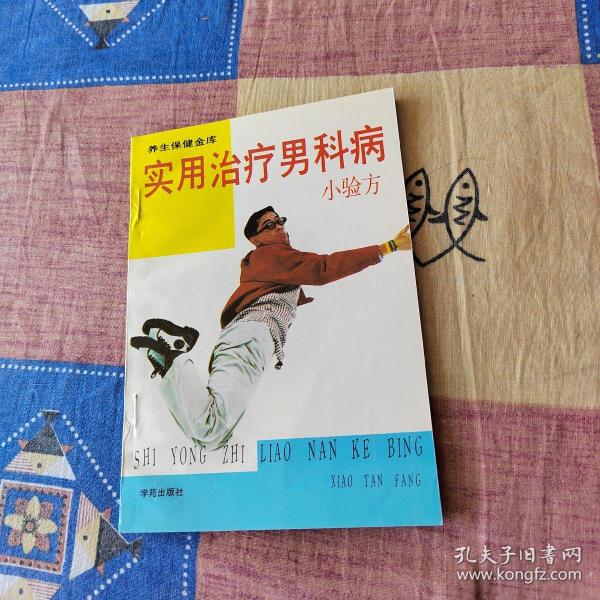 养生保健金库
实用治疗男科病
小验方
SHI YONG ZHI LIAO NAN KE BING
XIAO TAN FANG
学苑出版社
孔夫子旧书网
www.kongfz.com